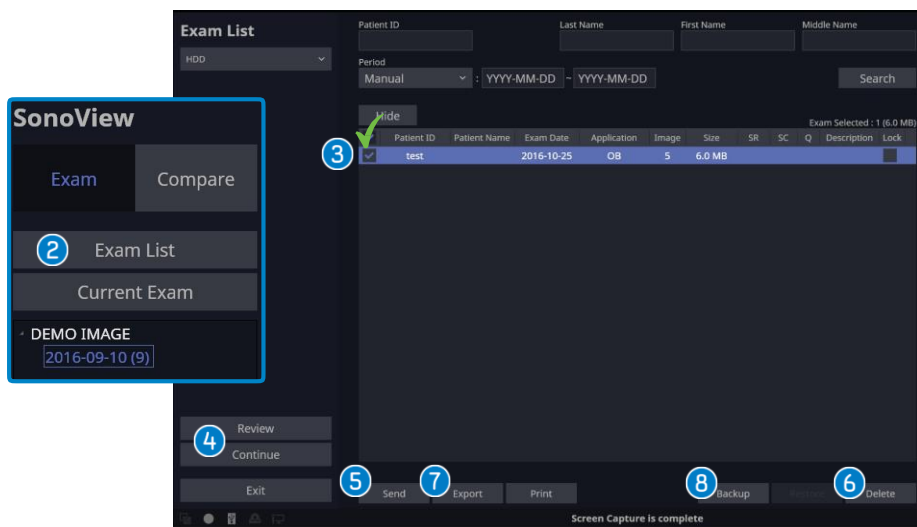 Exam List
HDD
Patient ID
Last Name
First Name
Middle Name
Period
Manual : YYYY-MM-DD ~ YYYY-MM-DD
Search
Hide
Exam Selected : 1 (6.0 MB)
Patient ID Patient Name Exam Date Application Image Size SR SC Q Description Lock
3
test 2016-10-25 OB 5 6.0 MB
SonoView
Exam
Compare
2
Exam List
Current Exam
DEMO IMAGE
2016-09-10 (9)
4
Review
Continue
Exit
5
Send
7
Export
Print
8
Backup
6
Delete
Screen Capture is complete